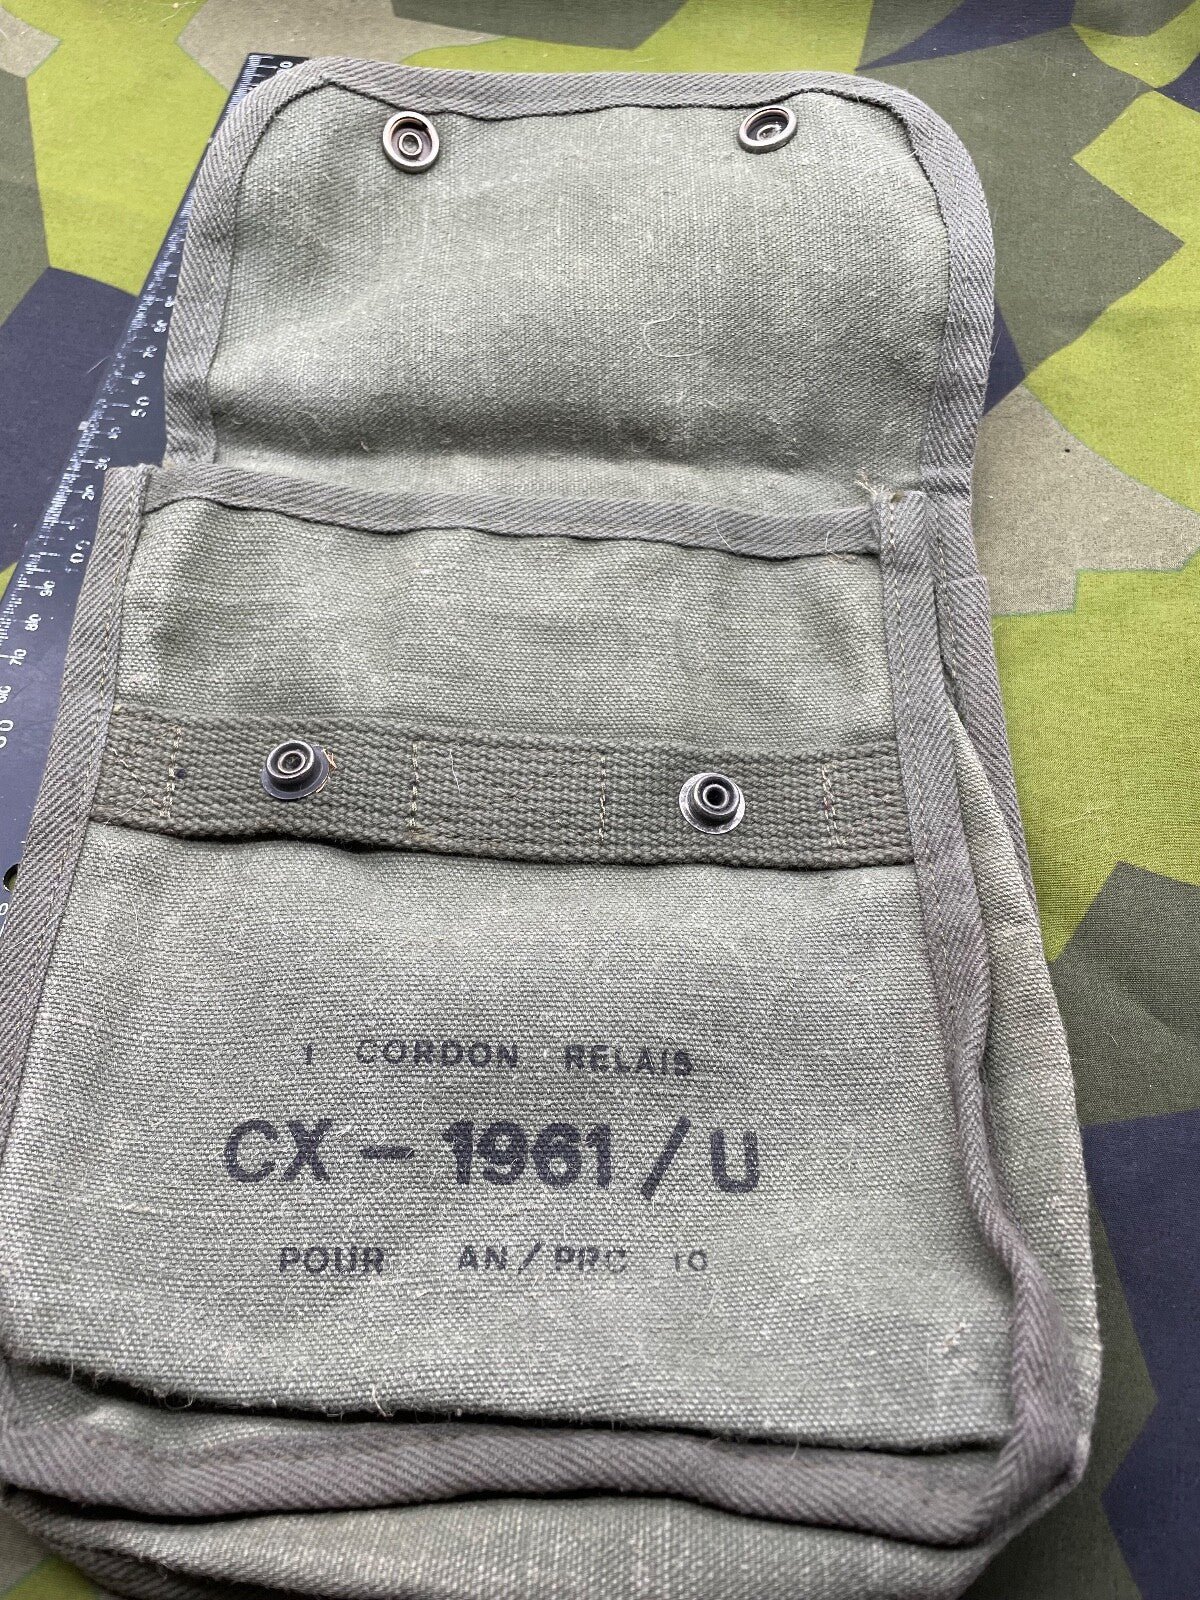 1 CORDON RELAIS
CX - 1961 / U
POUR AN / PRC 10